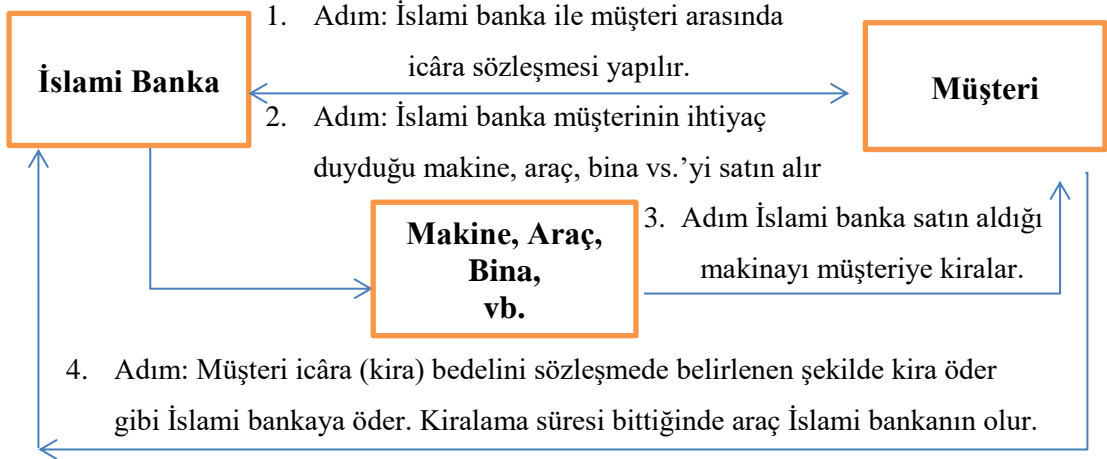 1. Adım: İslami banka ile müşteri arasında
icâra sözleşmesi yapılır.
İslami Banka
Müşteri
2. Adım: İslami banka müşterinin ihtiyaç
duyduğu makine, araç, bina vs.’yi satın alır
Makine, Araç,
Bina,
vb.
3. Adım İslami banka satın aldığı
makinayı müşteriye kiralar.
4. Adım: Müşteri icâra (kira) bedelini sözleşmede belirlenen şekilde kira öder
gibi İslami bankaya öder. Kiralama süresi bittiğinde araç İslami bankanın olur.